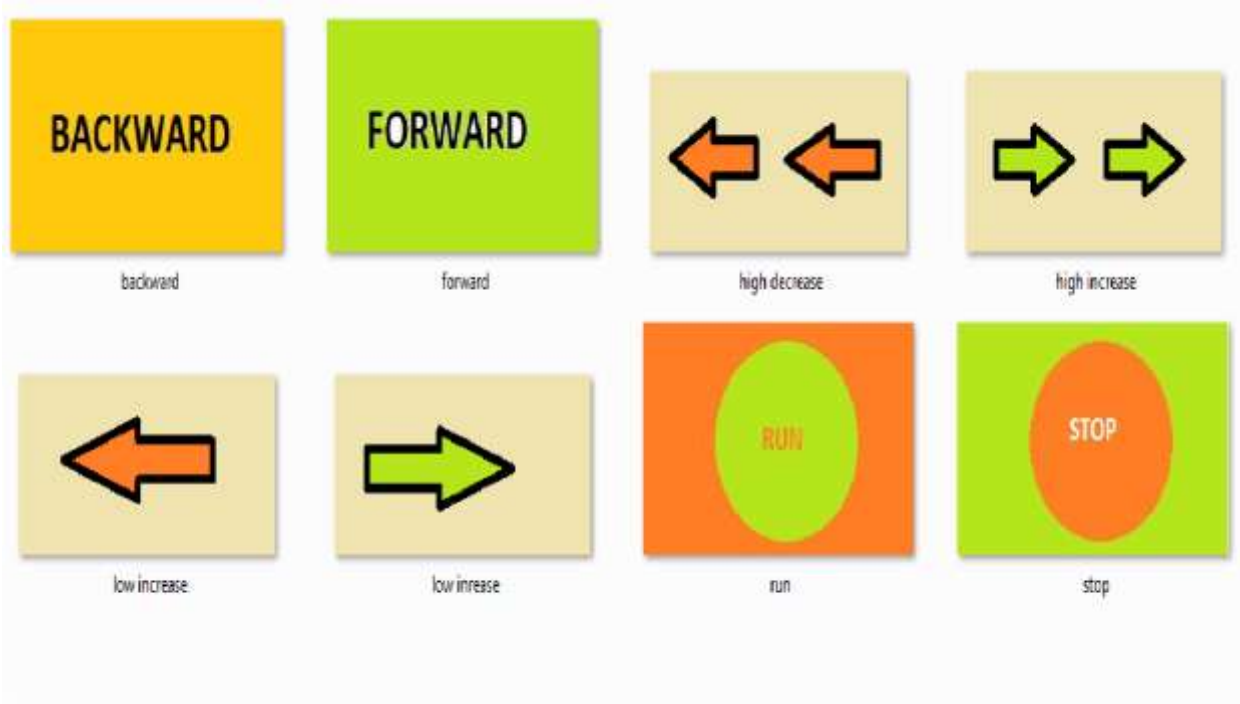 BACKWARD
FORWARD
backward
forward
high decrease
high increase
RUN
STOP
low increase
low inrease
run
stop